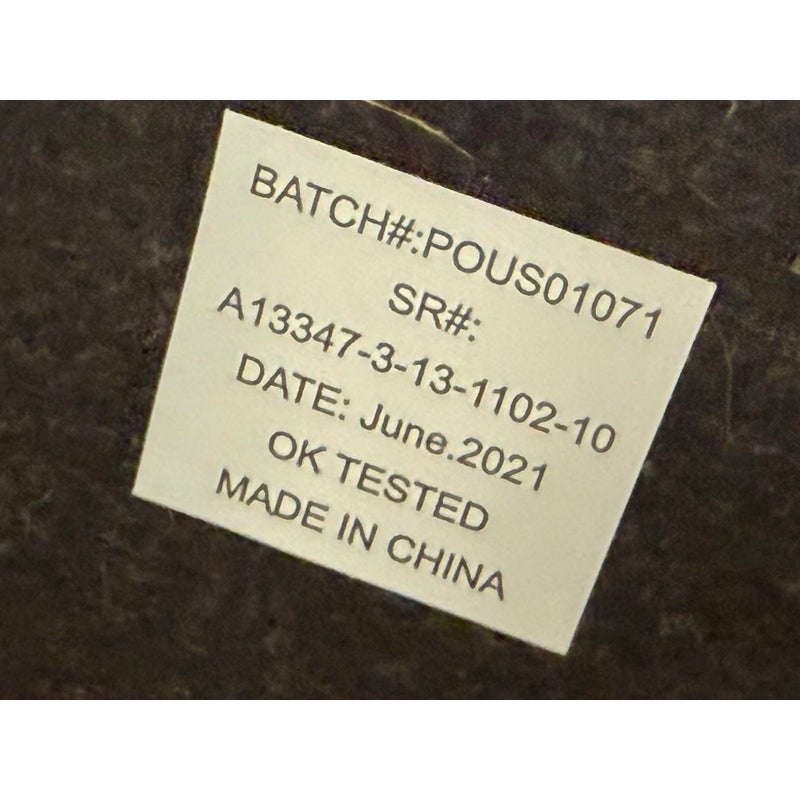 BATCH#:POUS01071
SR#:
A13347-3-13-1102-10
DATE: June.2021
OK TESTED
MADE IN CHINA